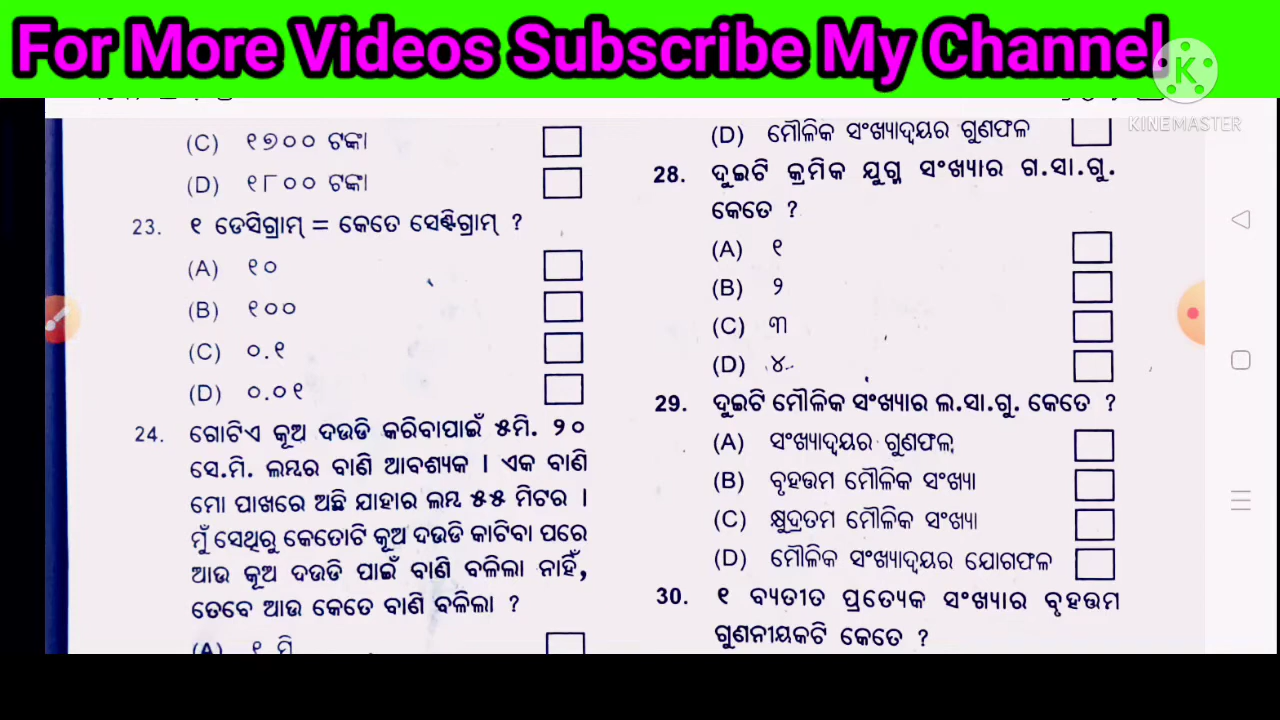 For More Videos Subscribe My Channel
KINEMASTER
(C) ୧୭୦୦ ଟଙ୍କା
(D) ୧୮୦୦ ଟଙ୍କା
23. ୧ ଡେସିଗ୍ରାମ୍ = କେତେ ସେଣ୍ଟିଗ୍ରାମ୍ ?
(A) ୧୦
(B) ୧୦୦
(C) ୦.୧
(D) ୦.୦୧
24. ଗୋଟିଏ କୂଅ ଦଉଡି କରିବାପାଇଁ ୫ମି. ୨୦
ସେ.ମି. ଲମ୍ବର ବାଣି ଆବଶ୍ୟକ । ଏକ ବାଣି
ମୋ ପାଖରେ ଅଛି ଯାହାର ଲମ୍ବ ୫୫ ମିଟର ।
ମୁଁ ସେଥିରୁ କେତୋଟି କୂଅ ଦଉଡି କାଟିବା ପରେ
ଆଉ କୂଅ ଦଉଡି ପାଇଁ ବାଣି ବଳିଲା ନାହିଁ,
ତେବେ ଆଉ କେତେ ବାଣି ବଳିଲା ?
(A) ୧ ମି
(D) ମୌଳିକ ସଂଖ୍ୟାଦ୍ୱୟର ଗୁଣଫଳ
28. ଦୁଇଟି କ୍ରମିକ ଯୁଗ୍ମ ସଂଖ୍ୟାର ଗ.ସା.ଗୁ.
କେତେ ?
(A) ୧
(B) ୨
(C) ୩
(D) ୪
29. ଦୁଇଟି ମୌଳିକ ସଂଖ୍ୟାର ଲ.ସା.ଗୁ. କେତେ ?
(A) ସଂଖ୍ୟାଦ୍ୱୟର ଗୁଣଫଳ
(B) ବୃହତ୍ତମ ମୌଳିକ ସଂଖ୍ୟା
(C) କ୍ଷୁଦ୍ରତମ ମୌଳିକ ସଂଖ୍ୟା
(D) ମୌଳିକ ସଂଖ୍ୟାଦ୍ୱୟର ଯୋଗଫଳ
30. ୧ ବ୍ୟତୀତ ପ୍ରତ୍ୟେକ ସଂଖ୍ୟାର ବୃହତ୍ତମ
ଗୁଣନୀୟକଟି କେତେ ?